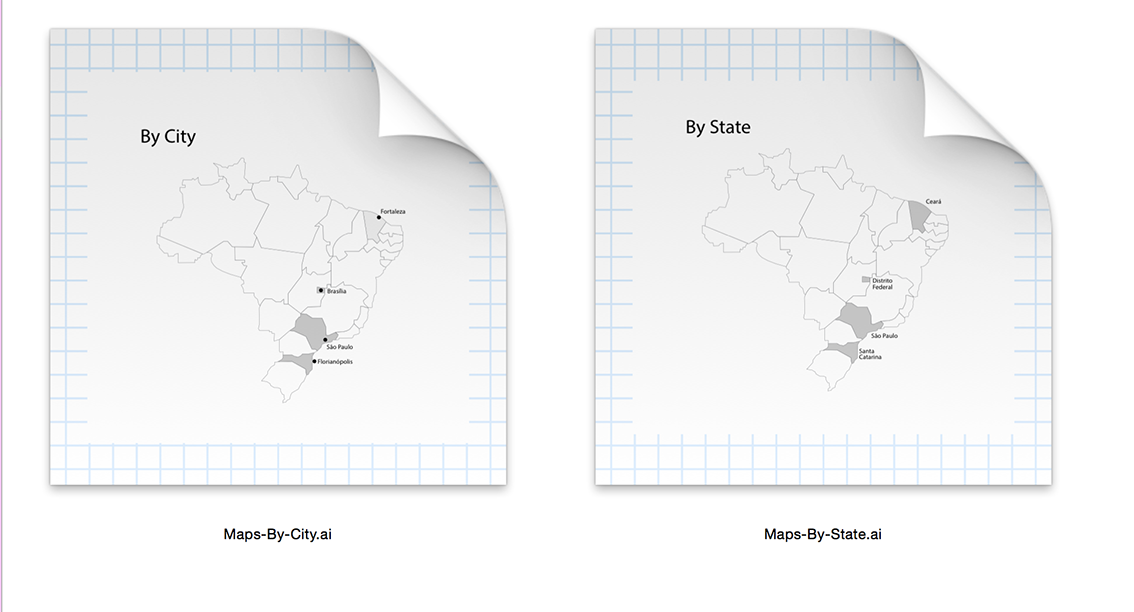 By City
Fortaleza
Brasília
São Paulo
Florianópolis
Maps-By-City.ai
By State
Ceará
Distrito
Federal
São Paulo
Santa
Catarina
Maps-By-State.ai